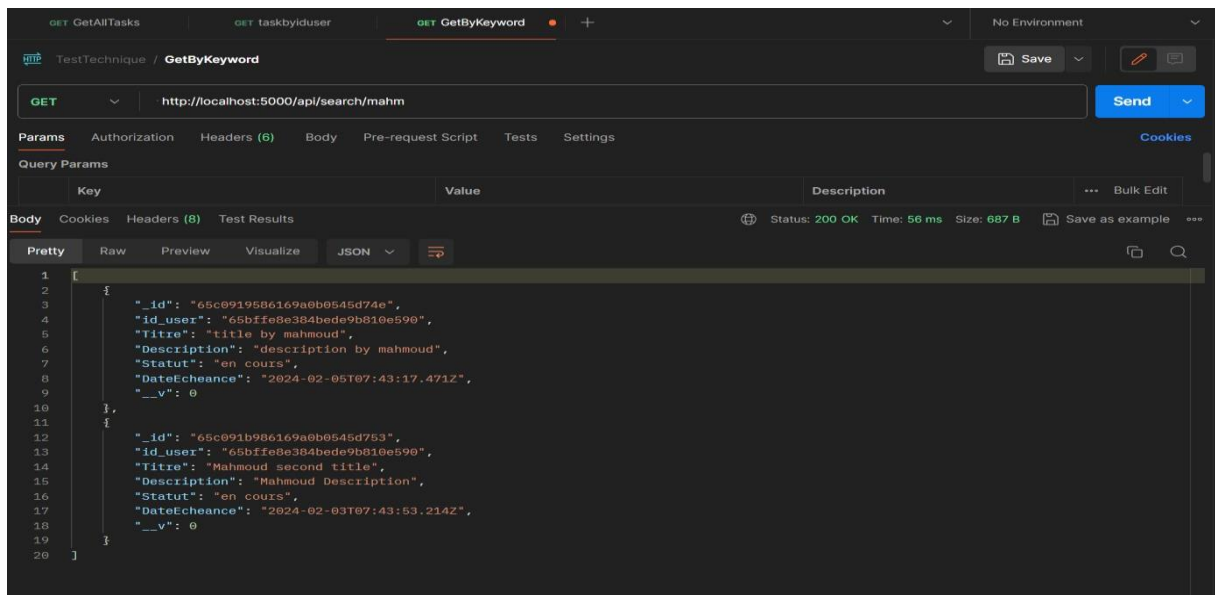 GET GetAllTasks GET taskbyiduser GET GetByKeyword No Environment
HTTP TestTechnique / GetByKeyword Save
GET http://localhost:5000/api/search/mahm Send
Params Authorization Headers (6) Body Pre-request Script Tests Settings Cookies
Query Params
Key Value Description ••• Bulk Edit
Body Cookies Headers (8) Test Results Status: 200 OK Time: 56 ms Size: 687 B Save as example
Pretty Raw Preview Visualize JSON
1 [
2 {
3 "_id": "65c0919586169a0b0545d74e",
4 "id_user": "65bffe8e384bede9b810e590",
5 "Titre": "title by mahmoud",
6 "Description": "description by mahmoud",
7 "Statut": "en cours",
8 "DateEcheance": "2024-02-05T07:43:17.471Z",
9 "__v": 0
10 },
11 {
12 "_id": "65c091b986169a0b0545d753",
13 "id_user": "65bffe8e384bede9b810e590",
14 "Titre": "Mahmoud second title",
15 "Description": "Mahmoud Description",
16 "Statut": "en cours",
17 "DateEcheance": "2024-02-03T07:43:53.214Z",
18 "__v": 0
19 }
20 ]